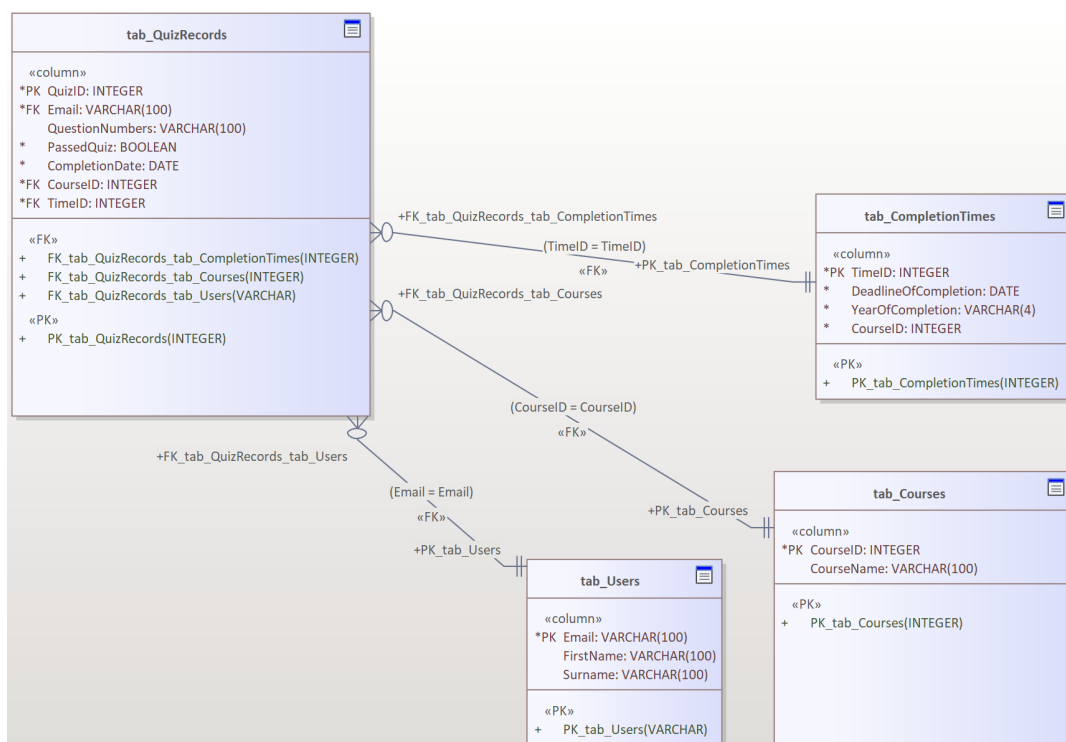 tab_QuizRecords
«column»
*PK QuizID: INTEGER
*FK Email: VARCHAR(100)
QuestionNumbers: VARCHAR(100)
* PassedQuiz: BOOLEAN
* CompletionDate: DATE
*FK CourseID: INTEGER
*FK TimeID: INTEGER
«FK»
+ FK_tab_QuizRecords_tab_CompletionTimes(INTEGER)
+ FK_tab_QuizRecords_tab_Courses(INTEGER)
+ FK_tab_QuizRecords_tab_Users(VARCHAR)
«PK»
+ PK_tab_QuizRecords(INTEGER)
+FK_tab_QuizRecords_tab_CompletionTimes
(TimeID = TimeID)
«FK»
+PK_tab_CompletionTimes
+FK_tab_QuizRecords_tab_Courses
(CourseID = CourseID)
«FK»
+PK_tab_Courses
+FK_tab_QuizRecords_tab_Users
(Email = Email)
«FK»
+PK_tab_Users
tab_CompletionTimes
«column»
*PK TimeID: INTEGER
* DeadlineOfCompletion: DATE
* YearOfCompletion: VARCHAR(4)
* CourseID: INTEGER
«PK»
+ PK_tab_CompletionTimes(INTEGER)
tab_Courses
«column»
*PK CourseID: INTEGER
CourseName: VARCHAR(100)
«PK»
+ PK_tab_Courses(INTEGER)
tab_Users
«column»
*PK Email: VARCHAR(100)
FirstName: VARCHAR(100)
Surname: VARCHAR(100)
«PK»
+ PK_tab_Users(VARCHAR)